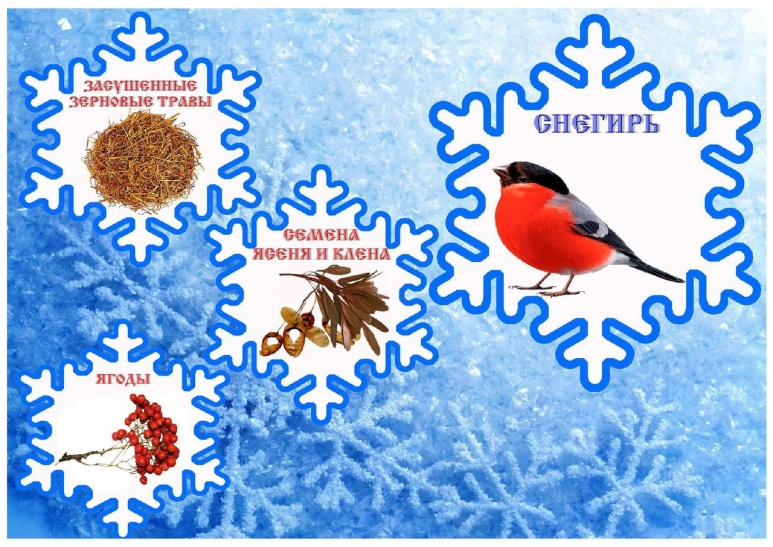 ЗАСУШЕННЫЕ
ЗЕРНОВЫЕ ТРАВЫ
СНЕГИРЬ
СЕМЕНА
ЯСЕНЯ И КЛЕНА
ЯГОДЫ